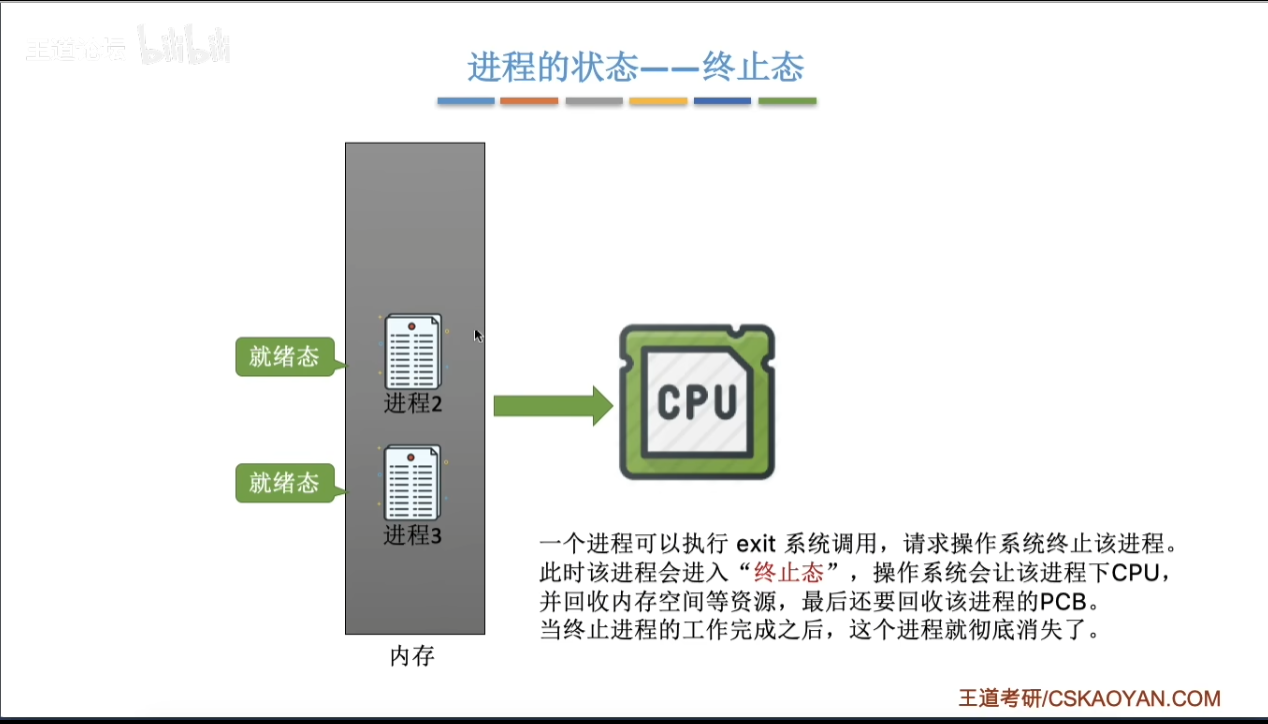 王道论坛 bilibili
进程的状态——终止态
就绪态
进程2
CPU
就绪态
进程3
一个进程可以执行 exit 系统调用，请求操作系统终止该进程。
此时该进程会进入“终止态”，操作系统会让该进程下CPU，
并回收内存空间等资源，最后还要回收该进程的PCB。
当终止进程的工作完成之后，这个进程就彻底消失了。
内存
王道考研/CSKAOYAN.COM